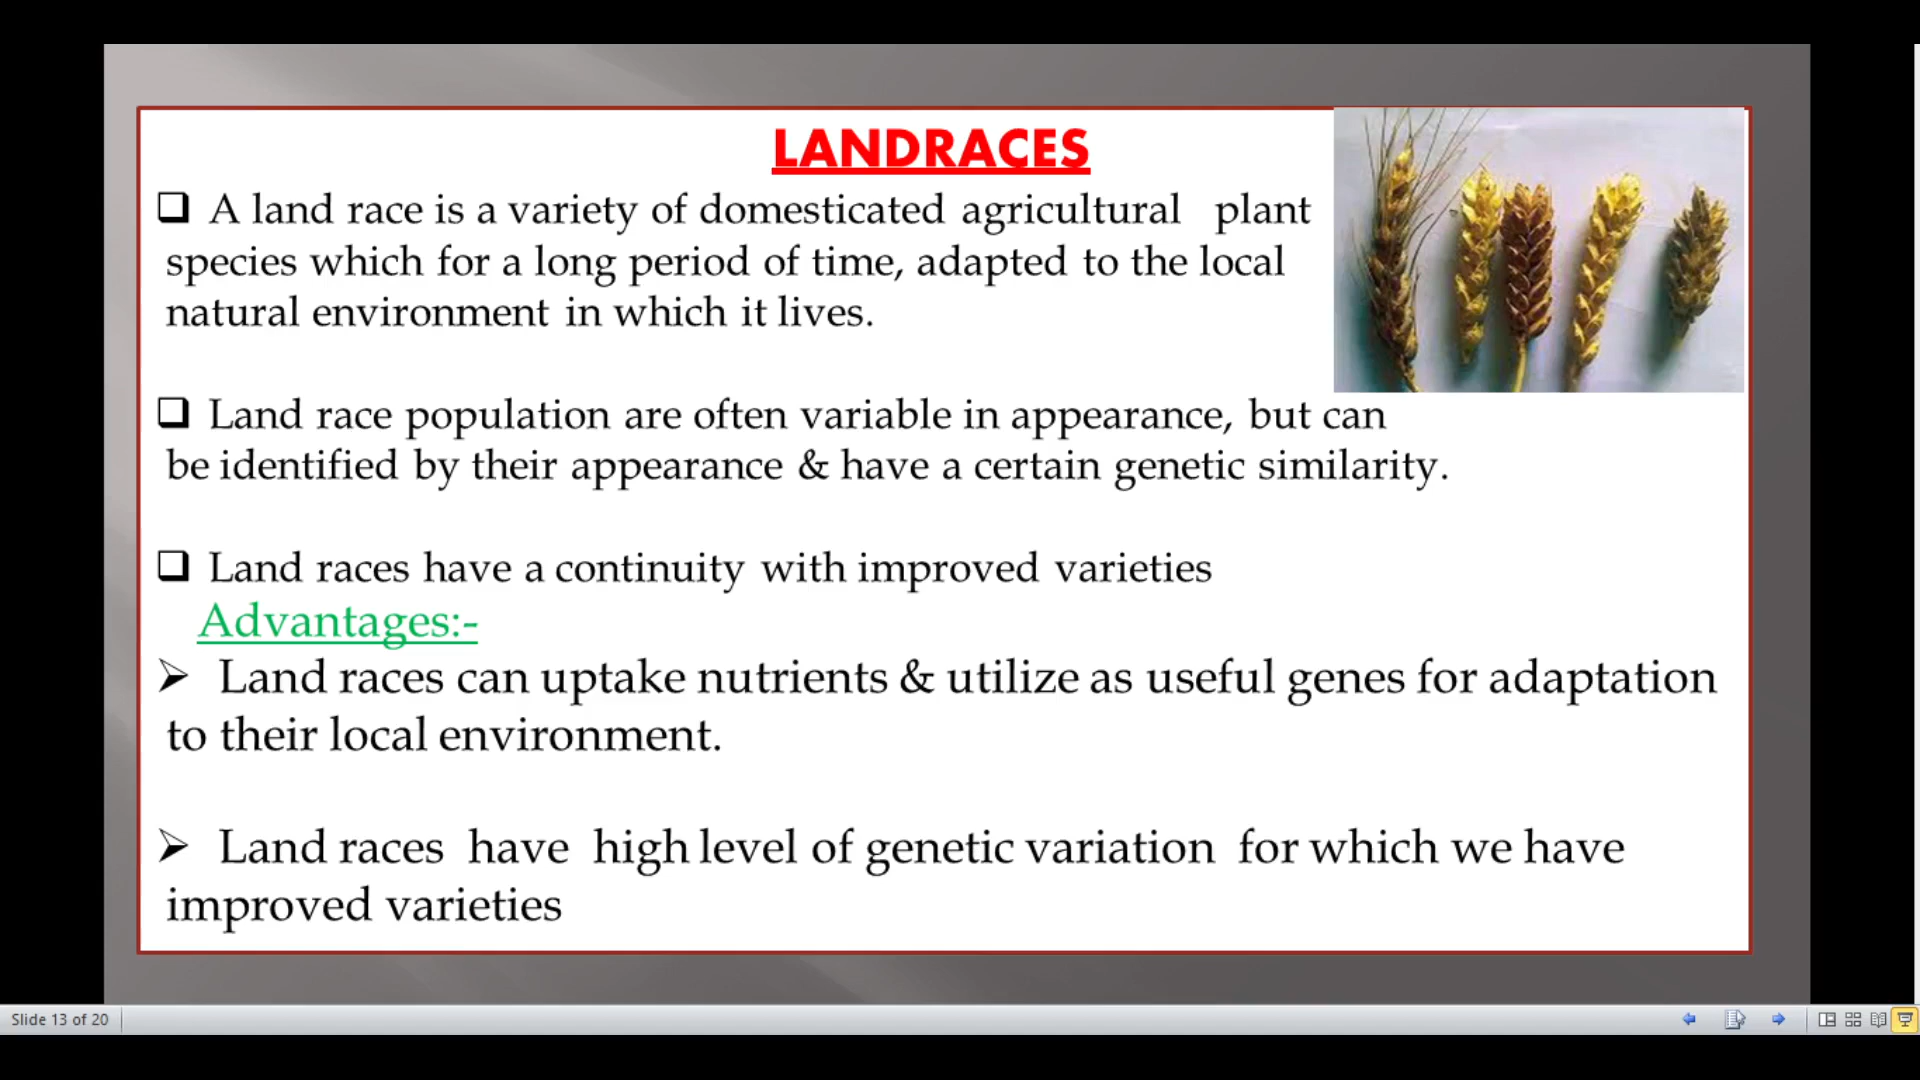 LANDRACES
A land race is a variety of domesticated agricultural plant
species which for a long period of time, adapted to the local
natural environment in which it lives.
Land race population are often variable in appearance, but can
be identified by their appearance & have a certain genetic similarity.
Land races have a continuity with improved varieties
Advantages:-
Land races can uptake nutrients & utilize as useful genes for adaptation
to their local environment.
Land races have high level of genetic variation for which we have
improved varieties
Slide 13 of 20